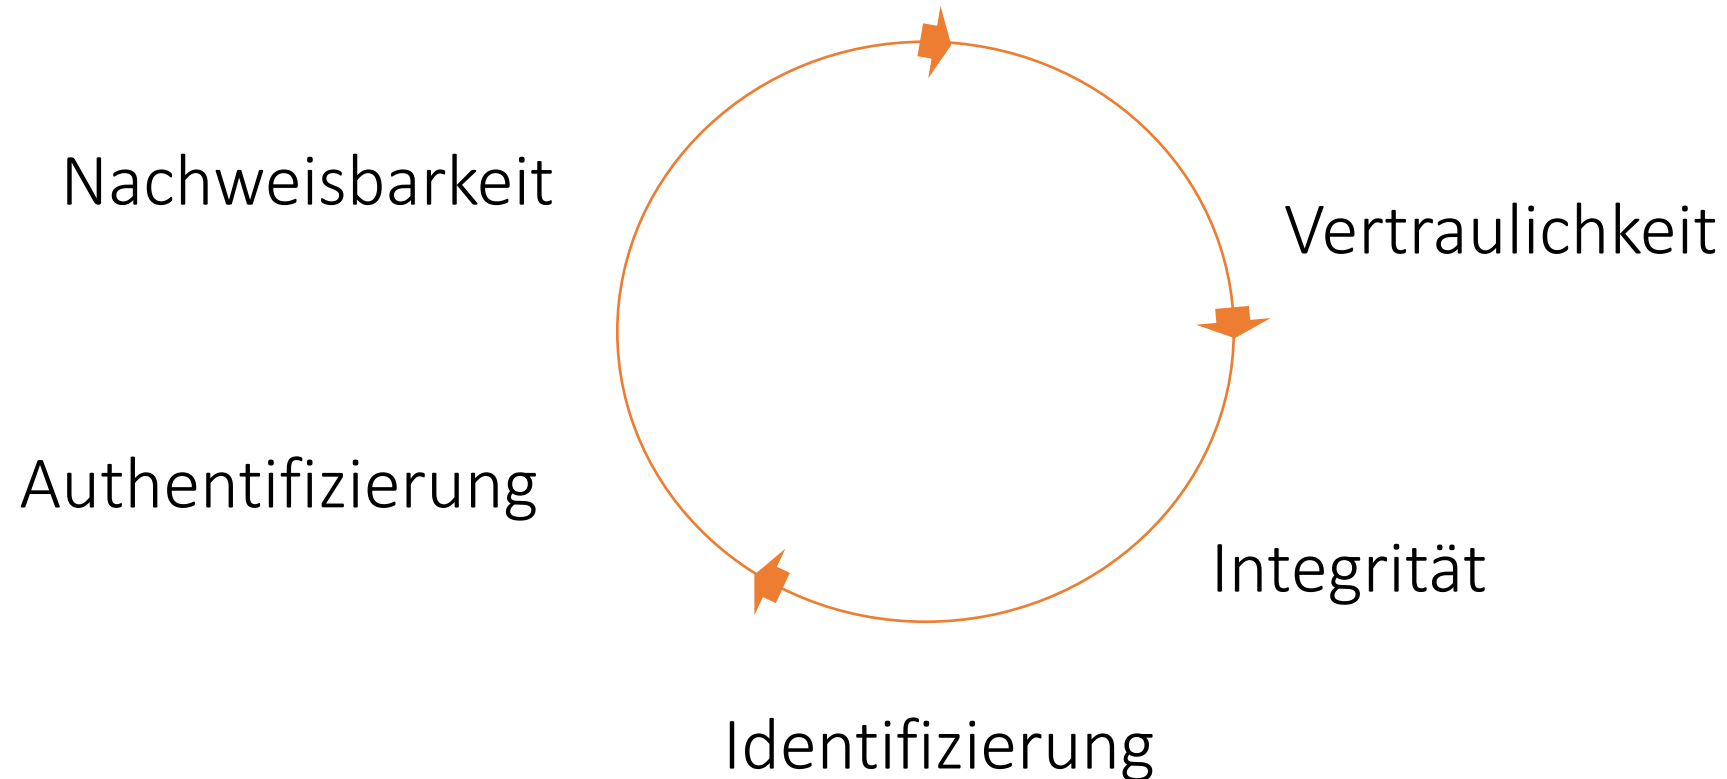 Nachweisbarkeit
Vertraulichkeit
Authentifizierung
Integrität
Identifizierung